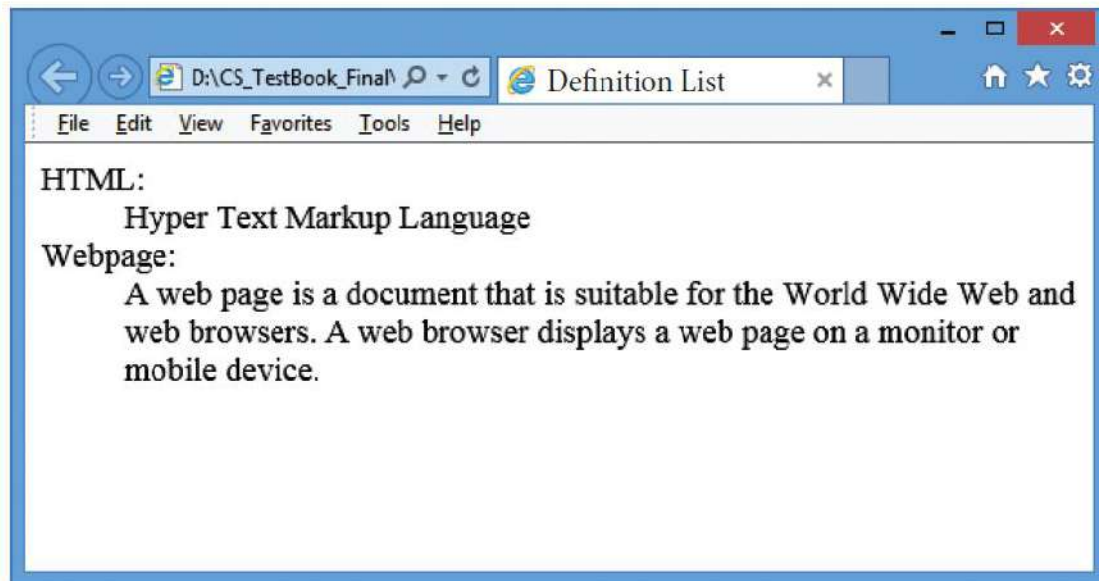 D:\CS_TestBook_Final\
Definition List
File Edit View Favorites Tools Help
HTML:
Hyper Text Markup Language
Webpage:
A web page is a document that is suitable for the World Wide Web and
web browsers. A web browser displays a web page on a monitor or
mobile device.